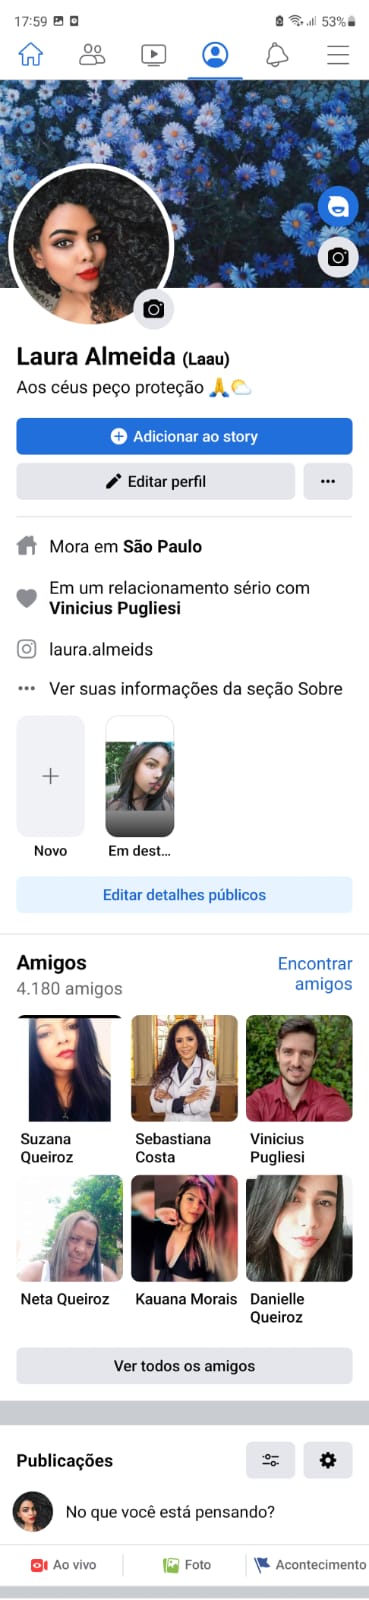 17:59
53%
Laura Almeida (Laau)
Aos céus peço proteção 🙏⛅
Adicionar ao story
Editar perfil
Mora em São Paulo
Em um relacionamento sério com
Vinicius Pugliesi
laura.almeids
Ver suas informações da seção Sobre
Novo
Em dest...
Editar detalhes públicos
Amigos
4.180 amigos
Encontrar
amigos
Suzana
Queiroz
Sebastiana
Costa
Vinicius
Pugliesi
Neta Queiroz
Kauana Morais
Danielle
Queiroz
Ver todos os amigos
Publicações
No que você está pensando?
Ao vivo
Foto
Acontecimento